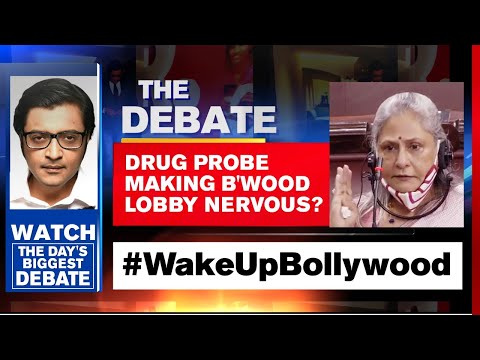 THE
DEBATE
DRUG PROBE
MAKING B'WOOD
LOBBY NERVOUS?
WATCH
THE DAY'S
BIGGEST
DEBATE
#WakeUpBollywood